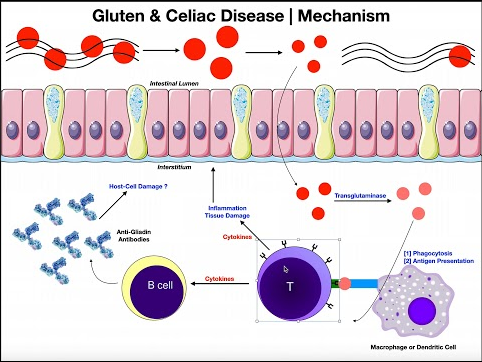 Gluten & Celiac Disease | Mechanism
Intestinal Lumen
Interstitium
Host-Cell Damage ?
Transglutaminase
Inflammation
Tissue Damage
Anti-Gliadin
Antibodies
Cytokines
[1] Phagocytosis
[2] Antigen Presentation
Cytokines
B cell
T
Macrophage or Dendritic Cell